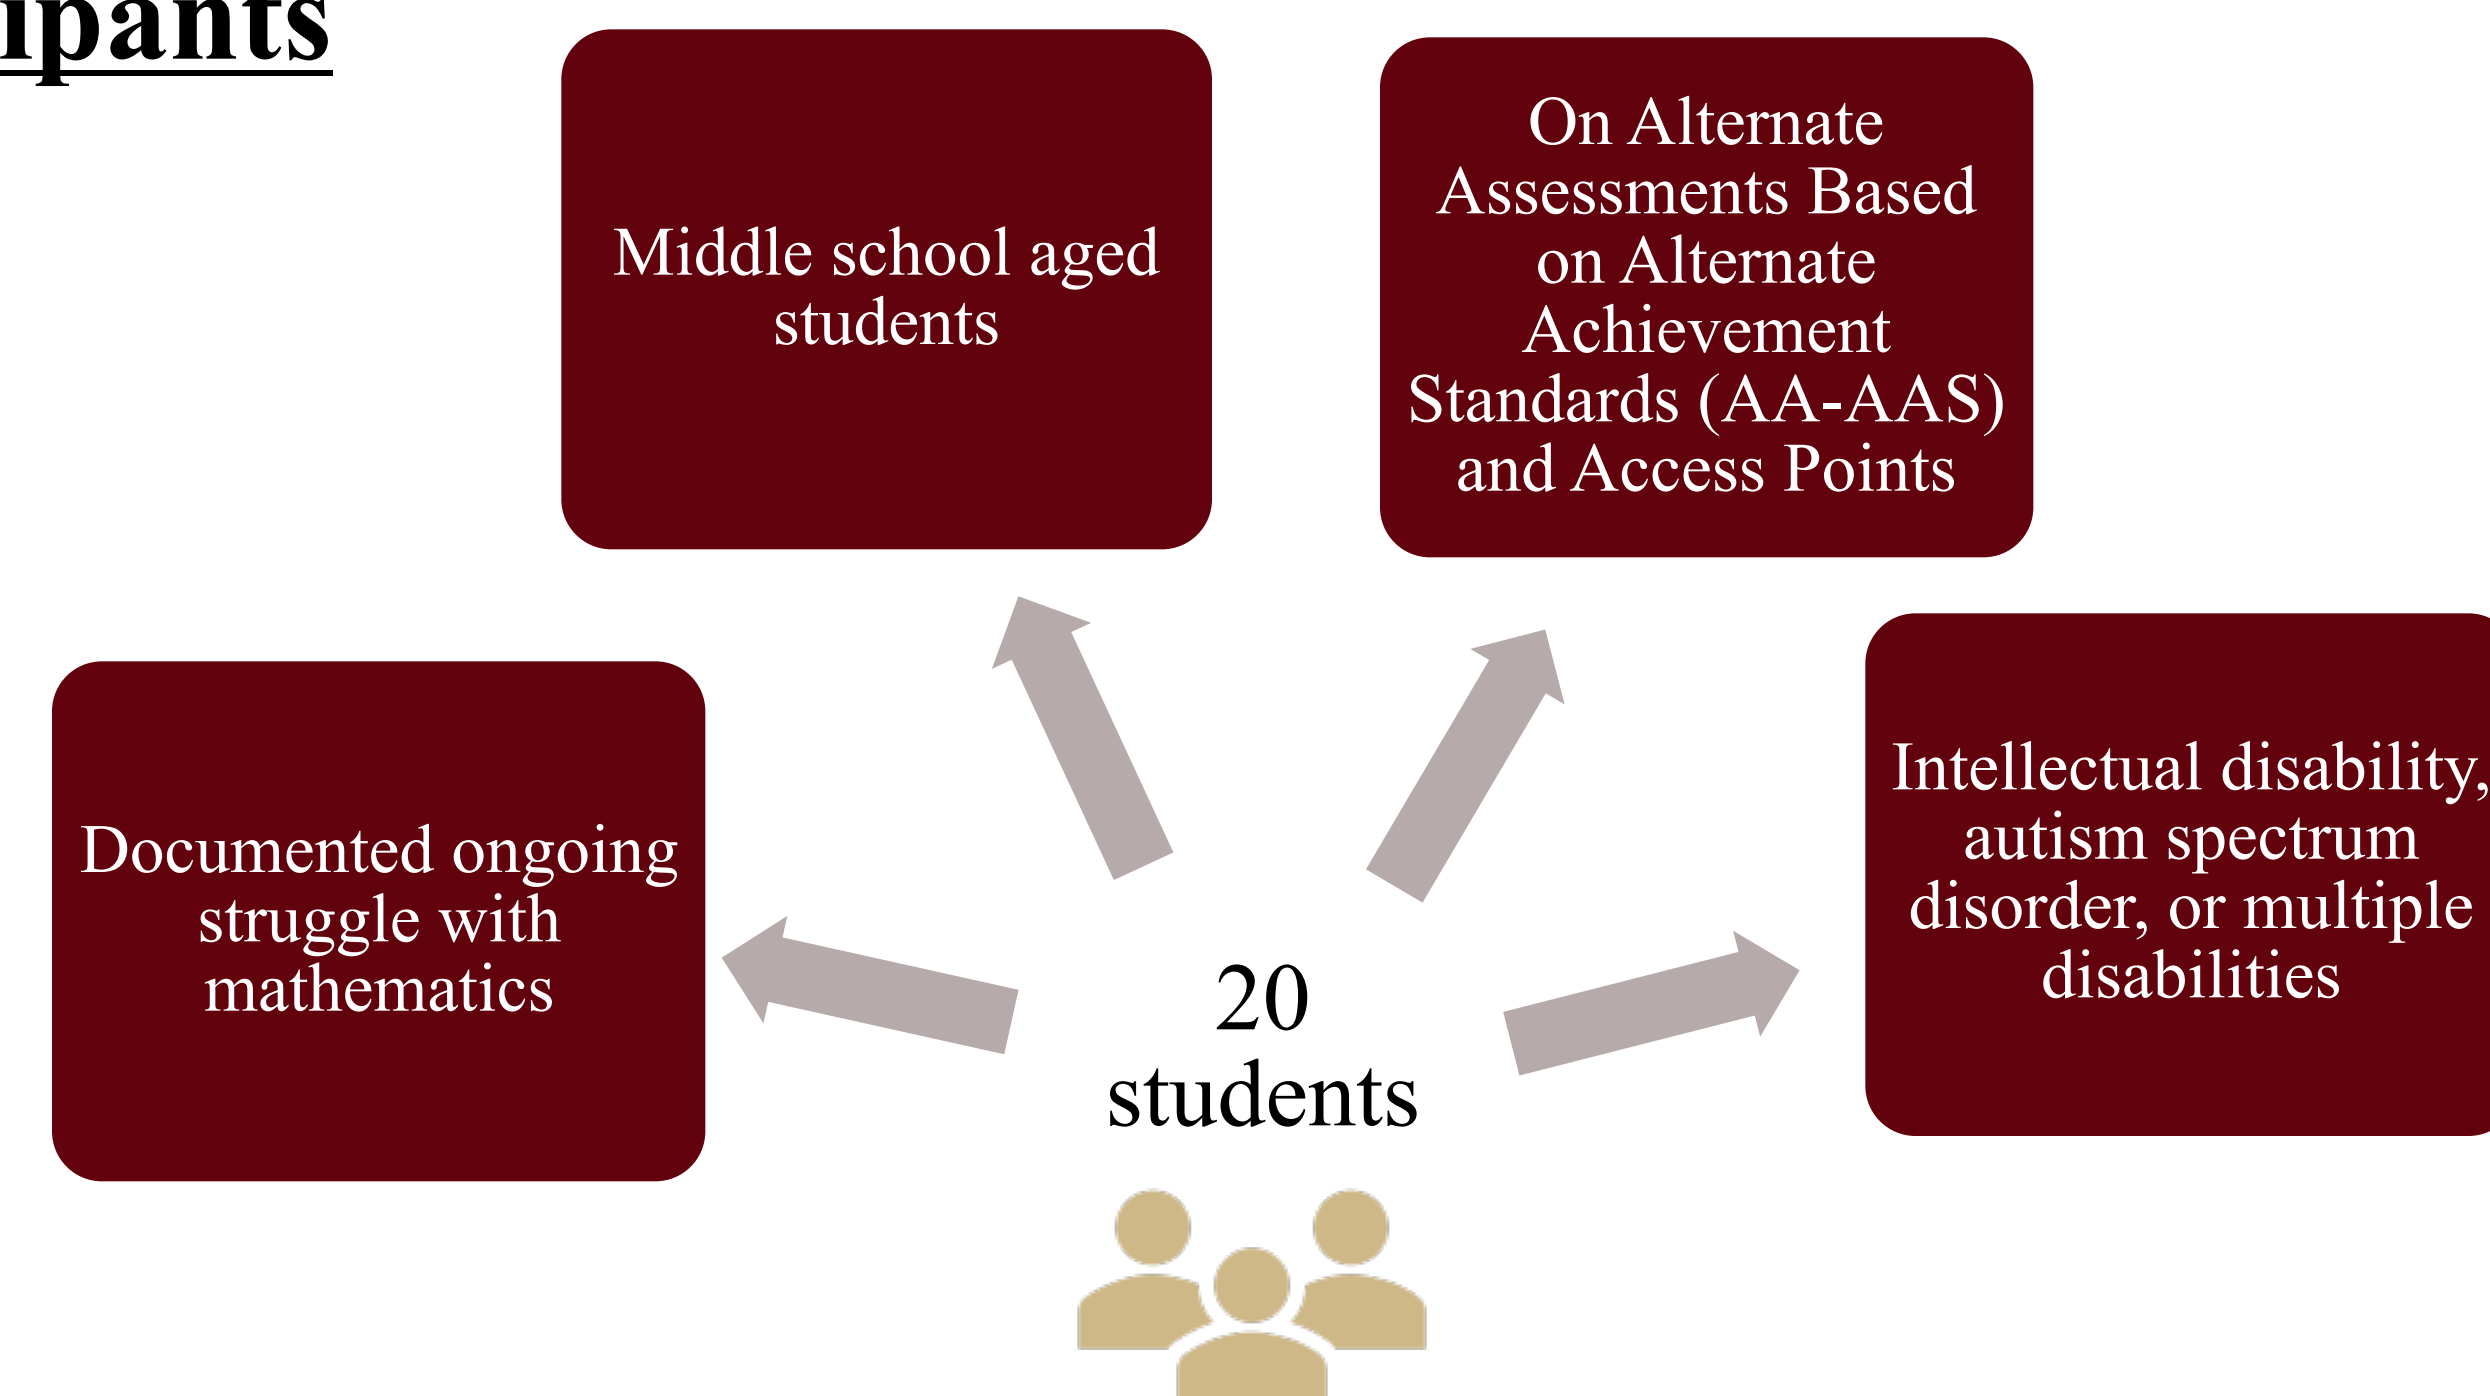 ipants
Middle school aged
students
On Alternate
Assessments Based
on Alternate
Achievement
Standards (AA-AAS)
and Access Points
Documented ongoing
struggle with
mathematics
Intellectual disability,
autism spectrum
disorder, or multiple
disabilities
20
students